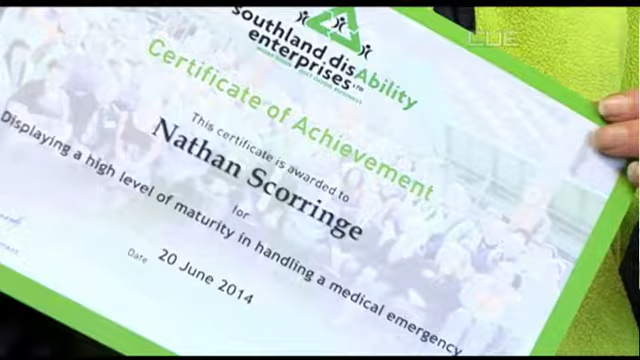 CUE
southland disAbility
enterprises LTD
Certificate of Achievement
This certificate is awarded to
Nathan Scorringe
for
Displaying a high level of maturity in handling a medical emergency
Date 20 June 2014